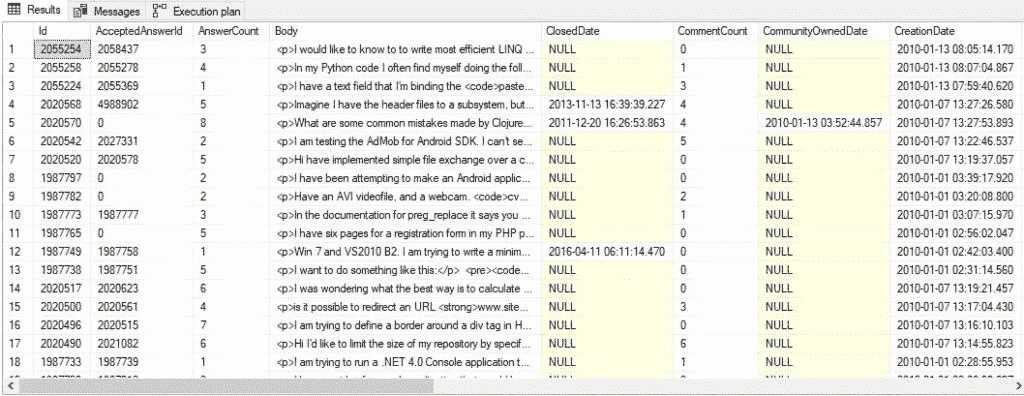 Results Messages Execution plan
Id AcceptedAnswerId AnswerCount Body ClosedDate CommentCount CommunityOwnedDate CreationDate
1 2055254 2058437 3 <p>I would like to know to to write most efficient LINQ ... NULL 0 NULL 2010-01-13 08:05:14.170
2 2055258 2055278 4 <p>In my Python code I often find myself doing the foll... NULL 1 NULL 2010-01-13 08:07:04.867
3 2055224 2055369 1 <p>I have a text field that I'm binding the <code>paste... NULL 3 NULL 2010-01-13 07:59:40.620
4 2020568 4988902 5 <p>Imagine I have the header files to a subsystem, but... 2013-11-13 16:39:39.227 4 NULL 2010-01-07 13:27:26.580
5 2020570 0 8 <p>What are some common mistakes made by Clojure... 2011-12-20 16:26:53.863 4 2010-01-13 03:52:44.857 2010-01-07 13:27:53.893
6 2020542 2027331 2 <p>I am testing the AdMob for Android SDK. I can't se... NULL 5 NULL 2010-01-07 13:22:46.537
7 2020520 2020578 5 <p>Hi have implemented simple file exchange over a c... NULL 0 NULL 2010-01-07 13:19:37.057
8 1987797 0 2 <p>I have been attempting to make an Android applic... NULL 0 NULL 2010-01-01 03:39:17.920
9 1987782 0 2 <p>Have an AVI videofile, and a webcam. <code>cv... NULL 2 NULL 2010-01-01 03:20:08.800
10 1987773 1987777 3 <p>In the documentation for preg_replace it says you ... NULL 1 NULL 2010-01-01 03:07:15.970
11 1987765 0 5 <p>I have six pages for a registration form in my PHP p... NULL 0 NULL 2010-01-01 02:56:02.047
12 1987749 1987758 1 <p>Win 7 and VS2010 B2. I am trying to write a minim... 2016-04-11 06:11:14.470 0 NULL 2010-01-01 02:42:03.400
13 1987738 1987751 5 <p>I want to do something like this:</p> <pre><code... NULL 0 NULL 2010-01-01 02:31:14.560
14 2020517 2020623 6 <p>I was wondering what the best way is to calculate ... NULL 0 NULL 2010-01-07 13:19:21.457
15 2020500 2020561 4 <p>is it possible to redirect an URL <strong>www.site... NULL 3 NULL 2010-01-07 13:17:04.430
16 2020496 2020515 7 <p>I am trying to define a border around a div tag in H... NULL 0 NULL 2010-01-07 13:16:10.103
17 2020490 2021082 6 <p>Hi I'd like to limit the size of my repository by specif... NULL 6 NULL 2010-01-07 13:14:55.823
18 1987733 1987739 1 <p>I am trying to run a .NET 4.0 Console application t... NULL 1 NULL 2010-01-01 02:28:55.953